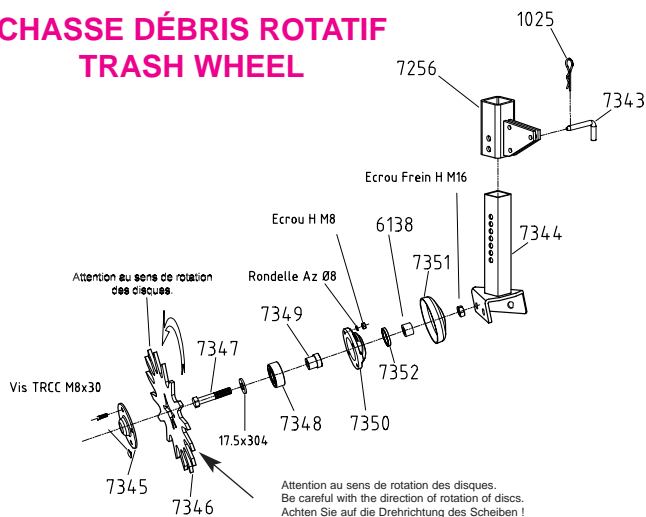 CHASSE DÉBRIS ROTATIF
TRASH WHEEL
1025
7256
7343
Ecrou Frein H M16
Ecrou H M8
6138
7344
7351
Attention au sens de rotation
des disques.
Rondelle Az Ø8
7349
7347
7352
Vis TRCC M8x30
7348
7350
17.5x304
7345
7346
Attention au sens de rotation des disques.
Be careful with the direction of rotation of discs.
Achten Sie auf die Drehrichtung des Scheiben !